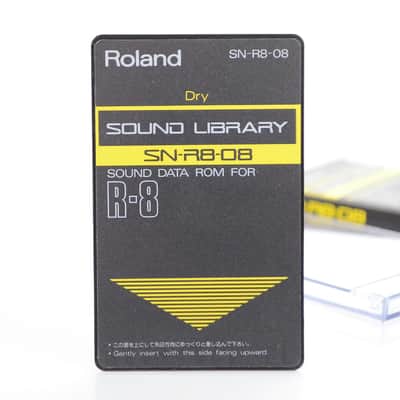 Roland SN-R8-08
Dry
SOUND LIBRARY
SN-R8-08
SOUND DATA ROM FOR
R-8
• この面を上にして矢印方向にゆっくりと差し込んで下さい。
• Gently insert with this side facing upward.